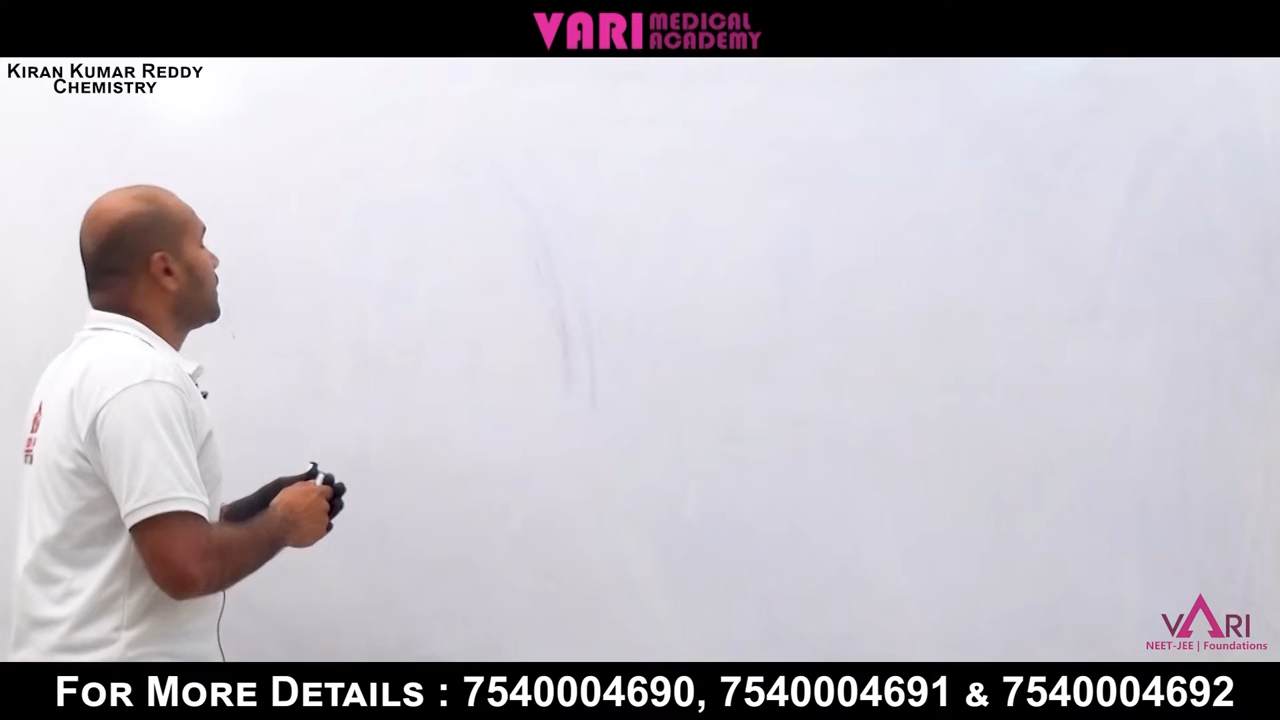 VARI MEDICAL
ACADEMY
KIRAN KUMAR REDDY
CHEMISTRY
VARI
NEET-JEE | Foundations
FOR MORE DETAILS : 7540004690, 7540004691 & 7540004692